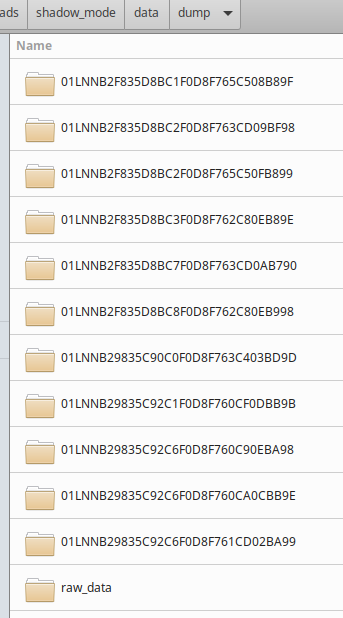 ads shadow_mode data dump
Name
01LNNB2F835D8BC1F0D8F765C508B89F
01LNNB2F835D8BC2F0D8F763CD09BF98
01LNNB2F835D8BC2F0D8F765C50FB899
01LNNB2F835D8BC3F0D8F762C80EB89E
01LNNB2F835D8BC7F0D8F763CD0AB790
01LNNB2F835D8BC8F0D8F762C80EB998
01LNNB29835C90C0F0D8F763C403BD9D
01LNNB29835C92C1F0D8F760CF0DBB9B
01LNNB29835C92C6F0D8F760C90EBA98
01LNNB29835C92C6F0D8F760CA0CBB9E
01LNNB29835C92C6F0D8F761CD02BA99
raw_data